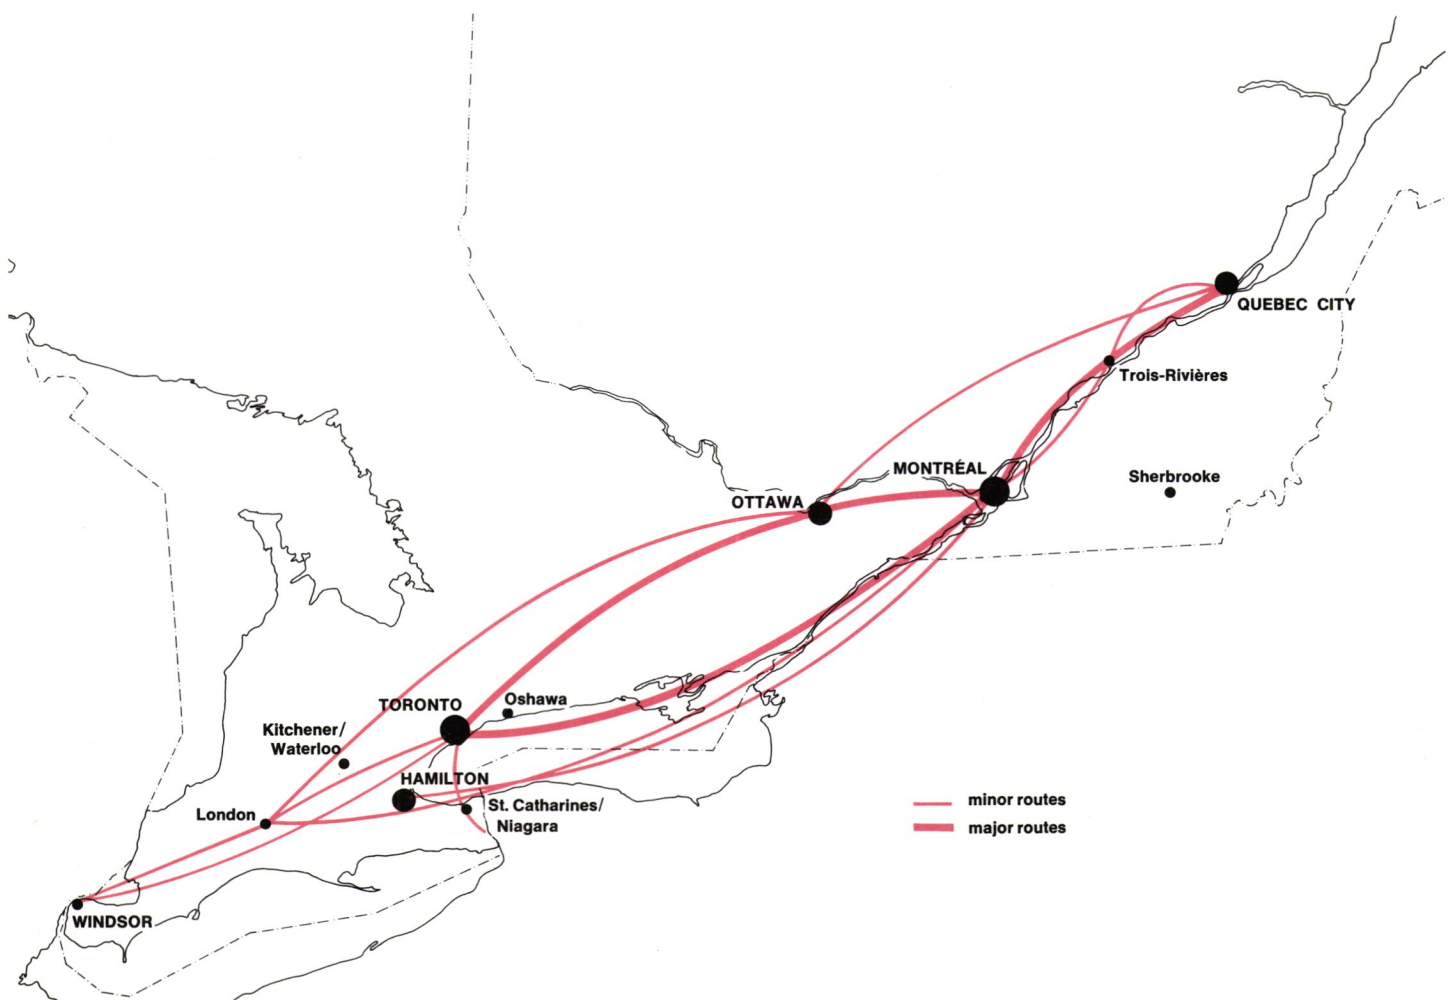 QUEBEC CITY
Trois-Rivières
MONTRÉAL
Sherbrooke
OTTAWA
Oshawa
TORONTO
Kitchener/
Waterloo
HAMILTON
London
St. Catharines/
Niagara
WINDSOR
minor routes
major routes